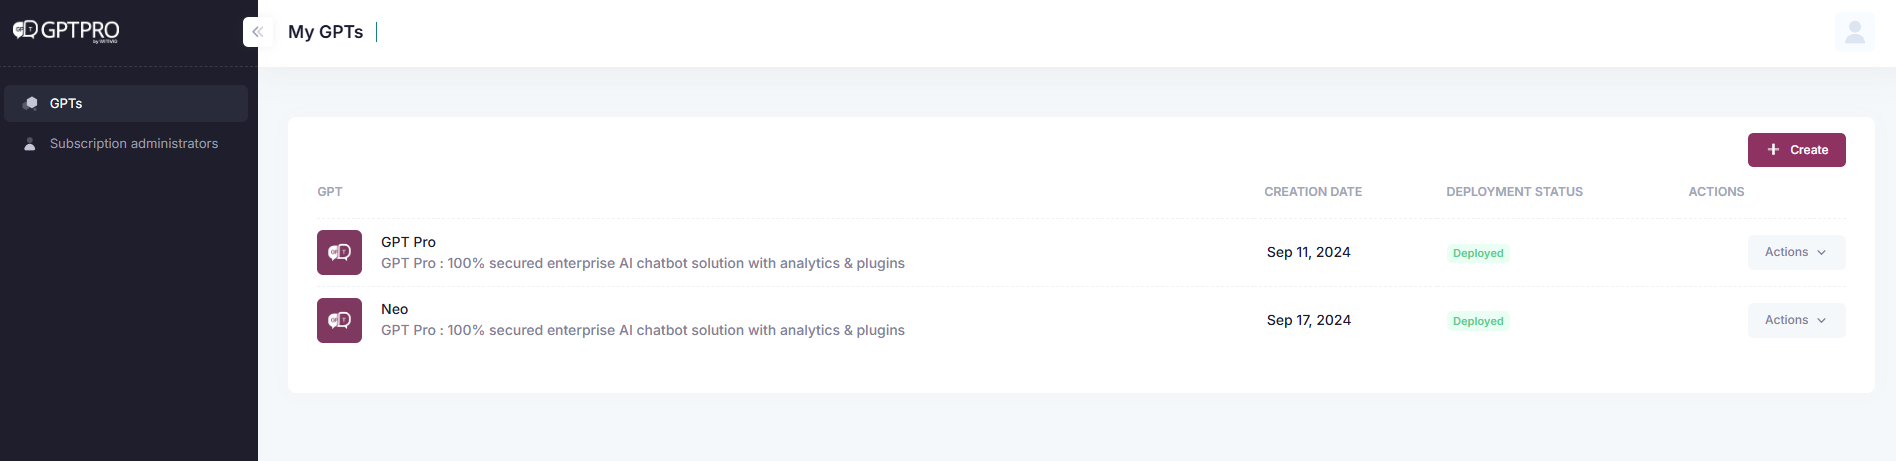 GPTPRO
by WITIVIO
My GPTs
GPTs
Subscription administrators
Create
GPT CREATION DATE DEPLOYMENT STATUS ACTIONS
GPT Pro
GPT Pro : 100% secured enterprise AI chatbot solution with analytics & plugins
Sep 11, 2024 Deployed Actions
Neo
GPT Pro : 100% secured enterprise AI chatbot solution with analytics & plugins
Sep 17, 2024 Deployed Actions